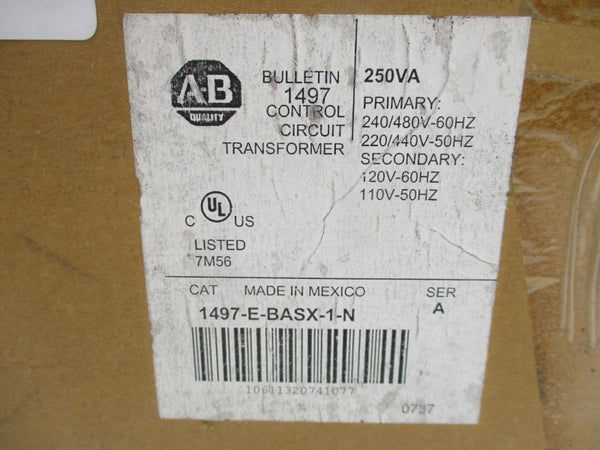 A-B
QUALITY
BULLETIN
1497
CONTROL
CIRCUIT
TRANSFORMER
250VA
PRIMARY:
240/480V-60HZ
220/440V-50HZ
SECONDARY:
120V-60HZ
110V-50HZ
C UL US
LISTED
7M56
CAT MADE IN MEXICO SER
1497-E-BASX-1-N A
10611320741077
0737